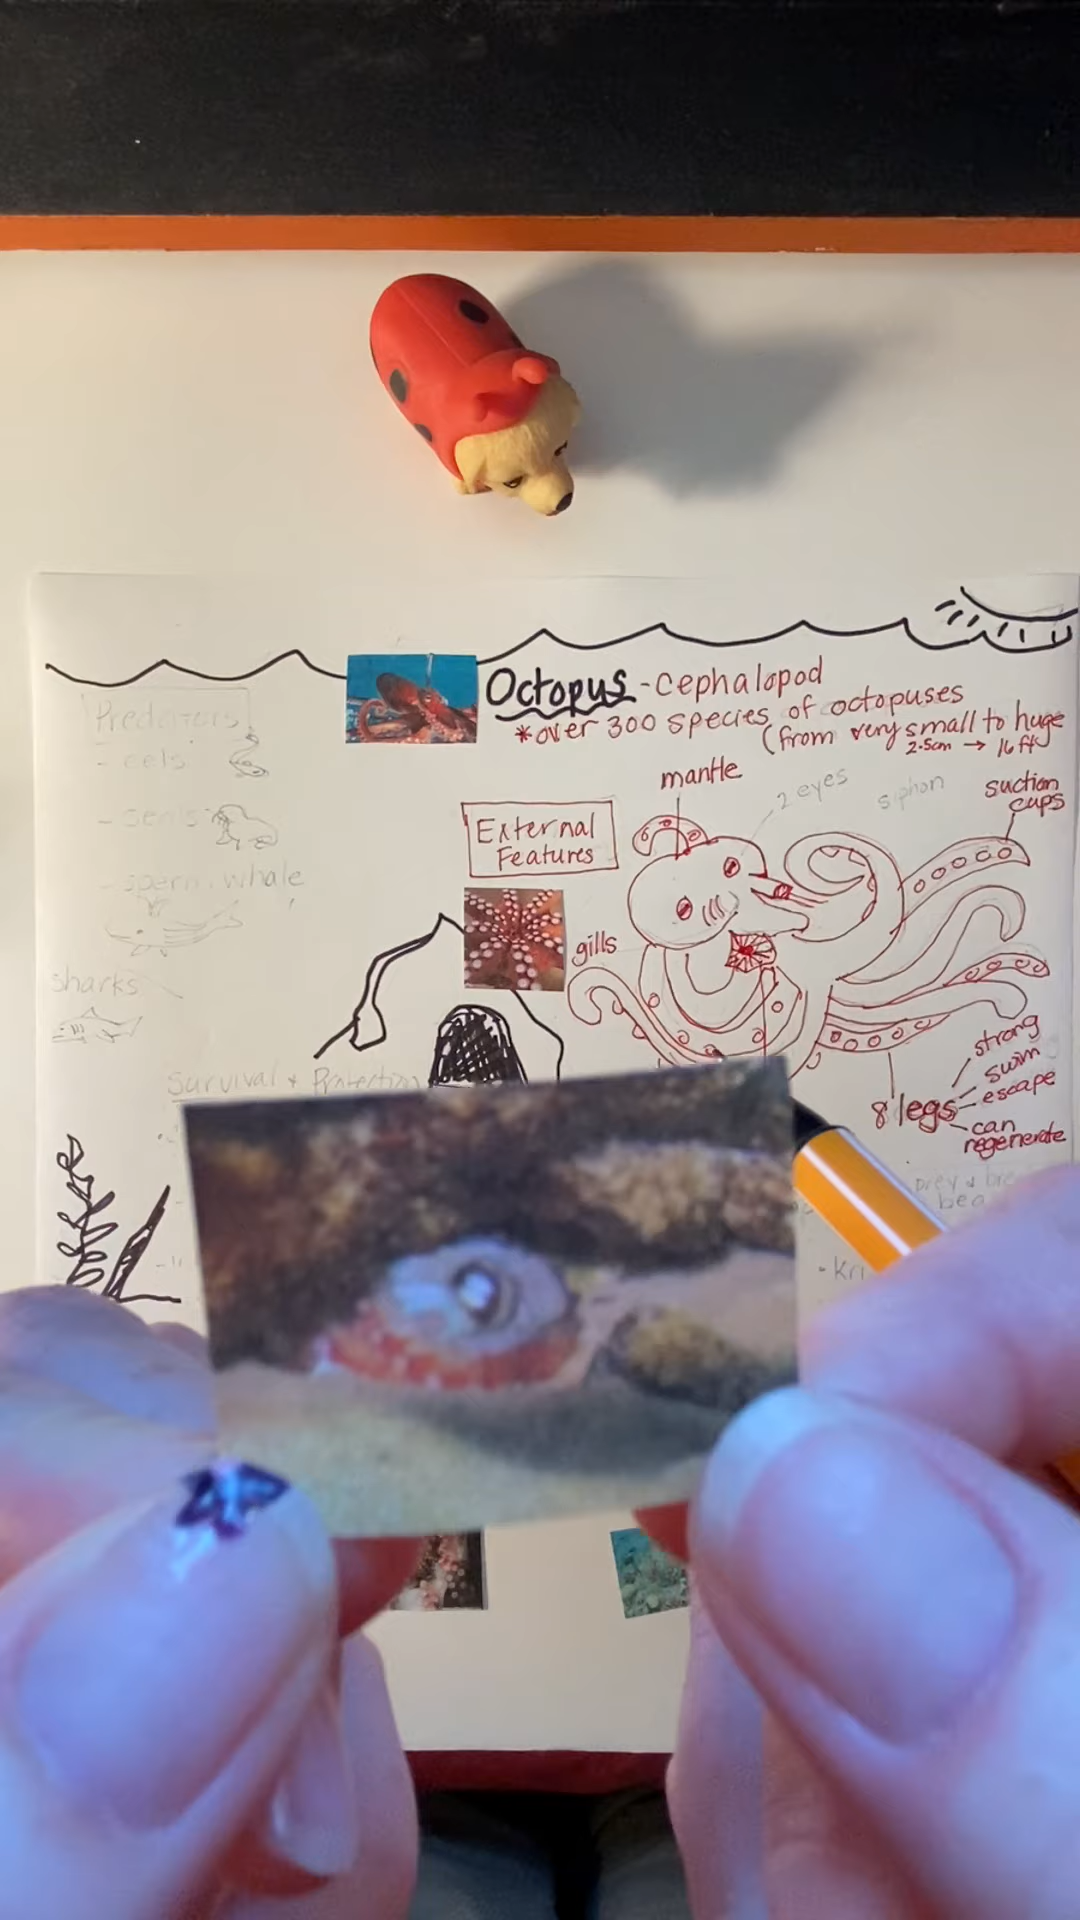 Octopus - Cephalopod
*over 300 species of octopuses
(from very small to huge
2.5cm → 16 ft
Predators
- eels
- seals
- sperm whale
sharks
External
Features
mantle
2 eyes
siphon
suction
cups
gills
8 legs
- strong
- swim
- escape
- can
regenerate
Survival + Protection
prey &